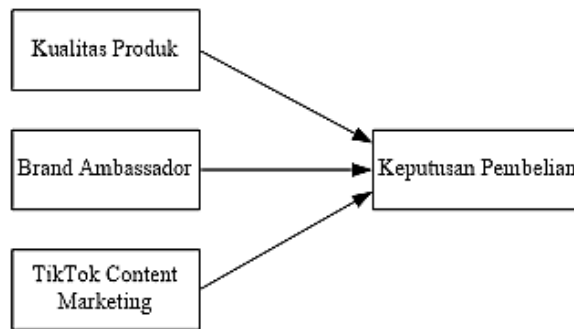 Kualitas Produk
Brand Ambassador
Keputusan Pembelian
TikTok Content
Marketing